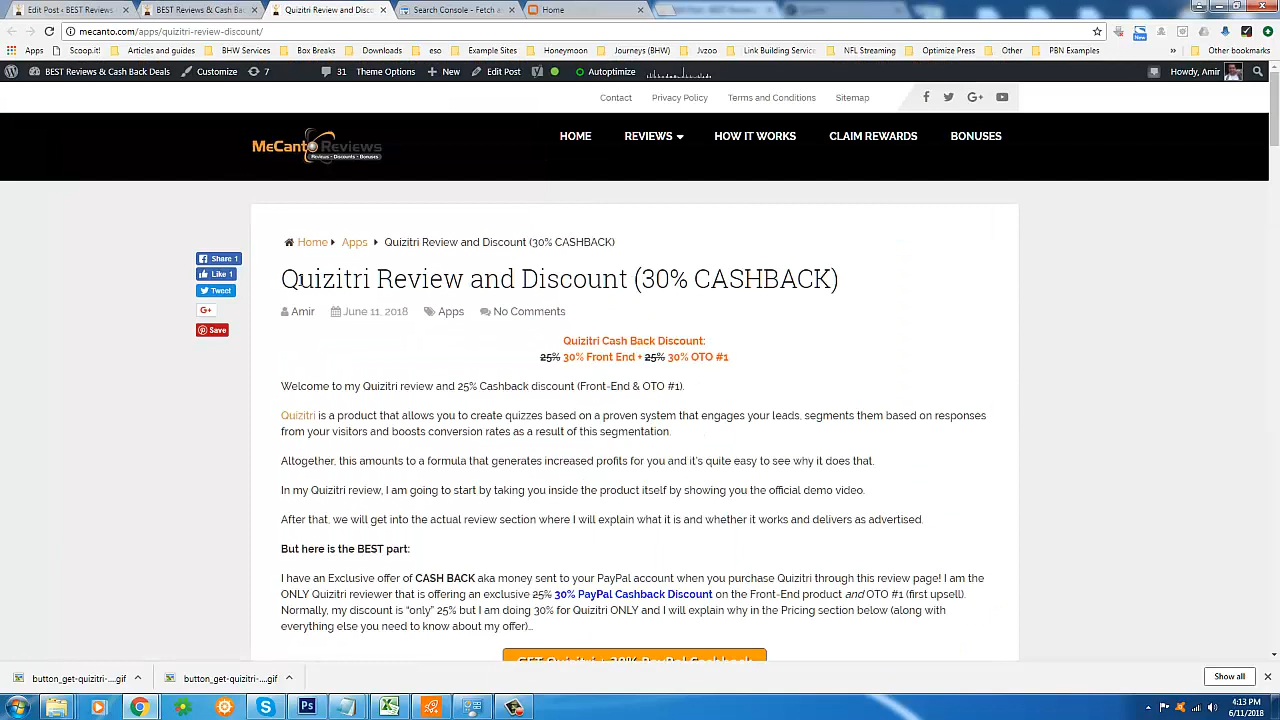 Edit Post ‹ BEST Reviews
BEST Reviews & Cash Ba
Quizitri Review and Disco
Search Console - Fetch as
Home
mecanto.com/apps/quizitri-review-discount/
Apps
Scoop.it!
Articles and guides
BHW Services
Box Breaks
Downloads
eso
Example Sites
Honeymoon
Journeys (BHW)
Jvzoo
Link Building Service
NFL Streaming
Optimize Press
Other
PBN Examples
»
Other bookmarks
BEST Reviews & Cash Back Deals
Customize
7
31
Theme Options
New
Edit Post
Autoptimize
Howdy, Amir
Contact
Privacy Policy
Terms and Conditions
Sitemap
MeCanto Reviews
Reviews - Discounts - Bonuses
HOME
REVIEWS
HOW IT WORKS
CLAIM REWARDS
BONUSES
Home
Apps
Quizitri Review and Discount (30% CASHBACK)
Share 1
Like 1
Tweet
G+
Save
Quizitri Review and Discount (30% CASHBACK)
Amir
June 11, 2018
Apps
No Comments
Quizitri Cash Back Discount:
25% 30% Front End + 25% 30% OTO #1
Welcome to my Quizitri review and 25% Cashback discount (Front-End & OTO #1).
Quizitri is a product that allows you to create quizzes based on a proven system that engages your leads, segments them based on responses
from your visitors and boosts conversion rates as a result of this segmentation.
Altogether, this amounts to a formula that generates increased profits for you and it's quite easy to see why it does that.
In my Quizitri review, I am going to start by taking you inside the product itself by showing you the official demo video.
After that, we will get into the actual review section where I will explain what it is and whether it works and delivers as advertised.
But here is the BEST part:
I have an Exclusive offer of CASH BACK aka money sent to your PayPal account when you purchase Quizitri through this review page! I am the
ONLY Quizitri reviewer that is offering an exclusive 25% 30% PayPal Cashback Discount on the Front-End product and OTO #1 (first upsell).
Normally, my discount is "only" 25% but I am doing 30% for Quizitri ONLY and I will explain why in the Pricing section below (along with
everything else you need to know about my offer)...
GET Quizitri + 30% PayPal Cashback
button_get-quizitri-....gif
button_get-quizitri-....gif
Show all
4:13 PM
6/11/2018